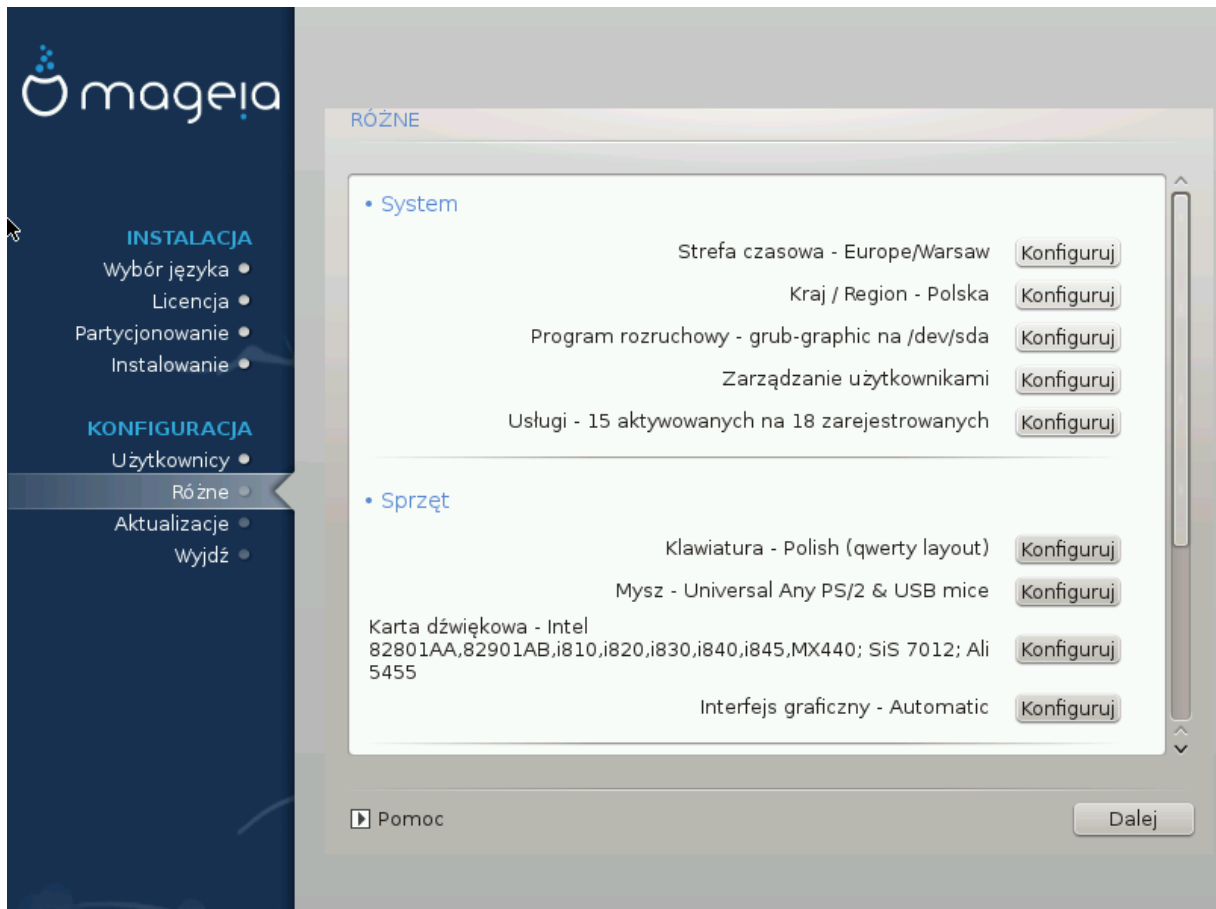 mageia
INSTALACJA
Wybór języka
Licencja
Partycjonowanie
Instalowanie
KONFIGURACJA
Użytkownicy
Różne
Aktualizacje
Wyjdź
RÓŻNE
• System
Strefa czasowa - Europe/Warsaw Konfiguruj
Kraj / Region - Polska Konfiguruj
Program rozruchowy - grub-graphic na /dev/sda Konfiguruj
Zarządzanie użytkownikami Konfiguruj
Usługi - 15 aktywowanych na 18 zarejestrowanych Konfiguruj
• Sprzęt
Klawiatura - Polish (qwerty layout) Konfiguruj
Mysz - Universal Any PS/2 & USB mice Konfiguruj
Karta dźwiękowa - Intel
82801AA,82901AB,i810,i820,i830,i840,i845,MX440; SiS 7012; Ali Konfiguruj
5455
Interfejs graficzny - Automatic Konfiguruj
Pomoc
Dalej